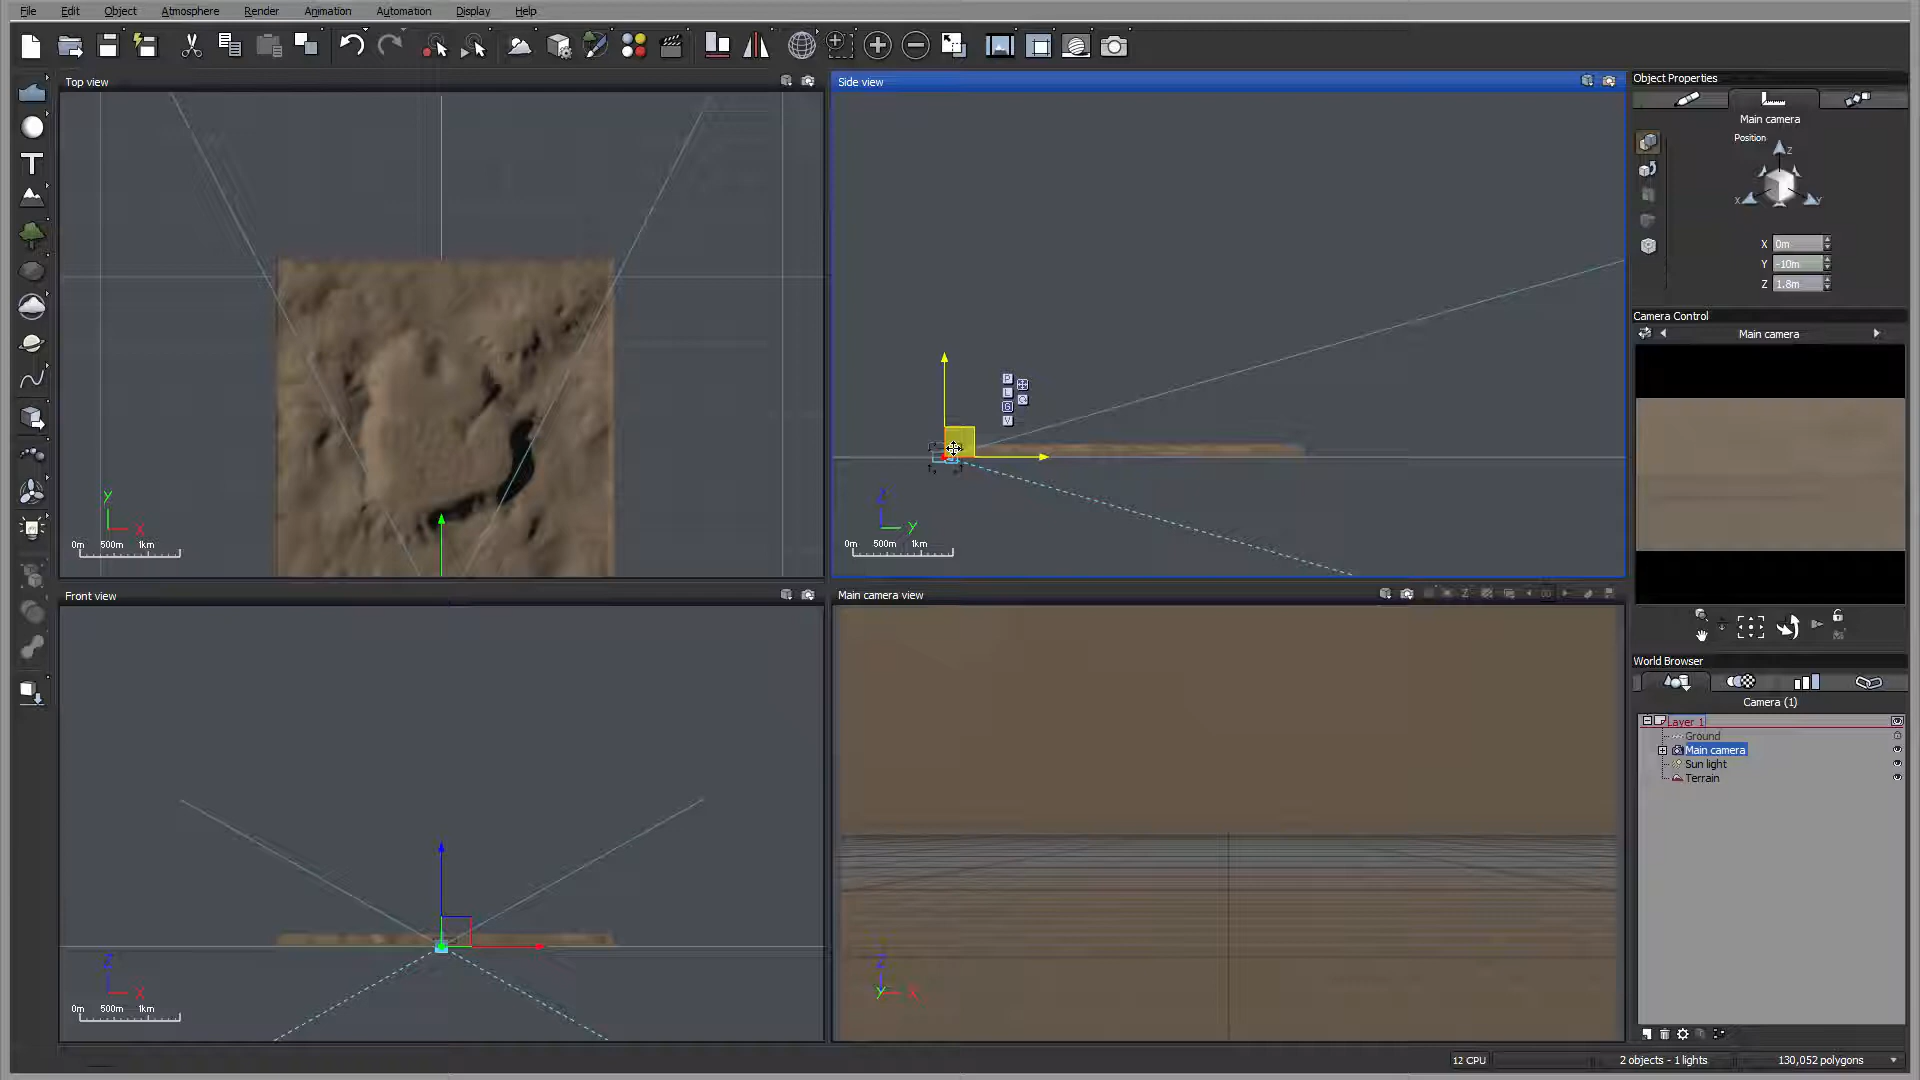 File Edit Object Atmosphere Render Animation Automation Display Help
Top view
Side view
Object Properties
Main camera
Position
Z
X
Y
X 0m
Y -10m
Z 1.8m
Camera Control
Main camera
P
L
G
V
Y
X
0m 500m 1km
Z
Y
0m 500m 1km
Front view
Main camera view
World Browser
Camera (1)
Layer 1
Ground
Main camera
Sun light
Terrain
Z
X
0m 500m 1km
Z
Y X
12 CPU
2 objects - 1 lights
130,052 polygons